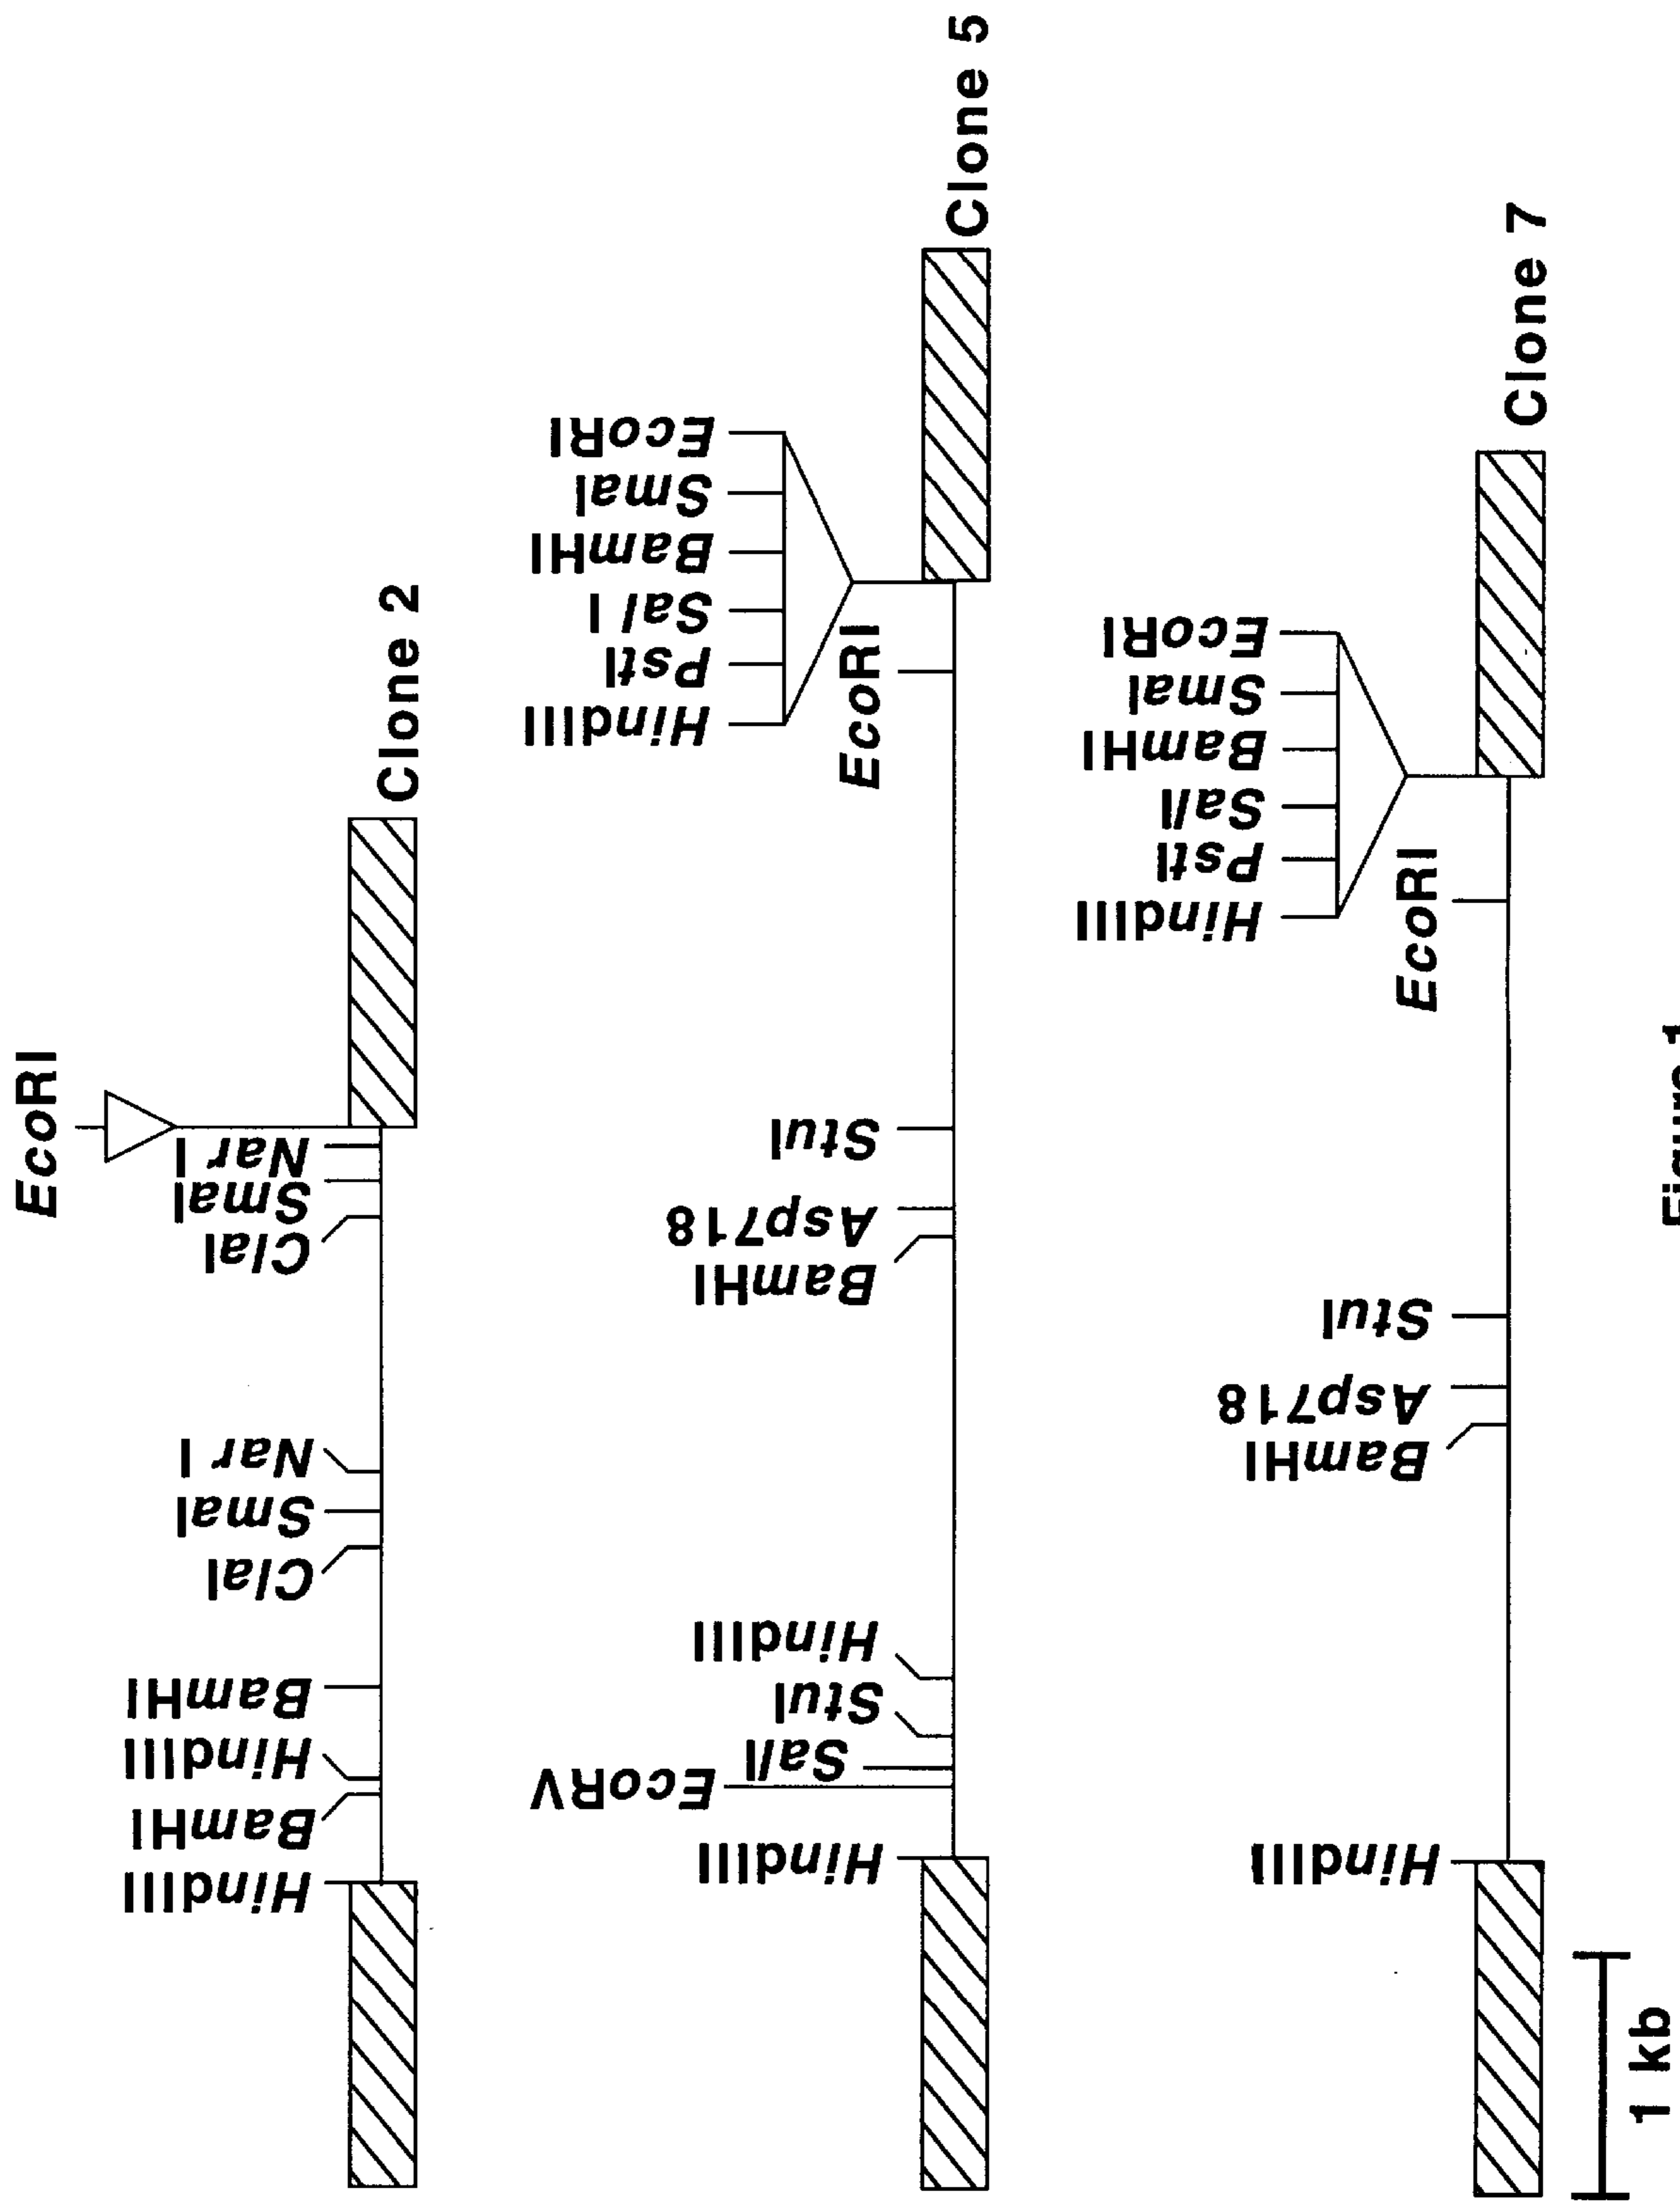 EcoRI
HindIII
BamHI
HindIII
BamHI
ClaI
SmaI
Nar I
ClaI
SmaI
Nar I
Clone 2
HindIII
PstI
Sal I
BamHI
SmaI
EcoRI
HindIII
EcoRV
SalI
StuI
HindIII
BamHI
Asp718
StuI
EcoRI
Clone 5
HindIII
PstI
SalI
BamHI
SmaI
EcoRI
HindIII
BamHI
Asp718
StuI
EcoRI
Clone 7
1 kb
Figure 1